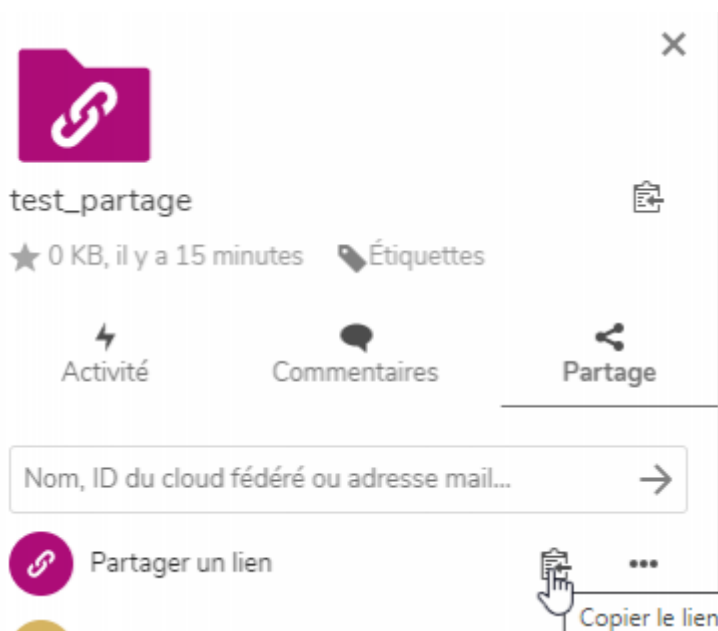 test_partage
0 KB, il y a 15 minutes Étiquettes
Activité Commentaires Partage
Nom, ID du cloud fédéré ou adresse mail...
Partager un lien
Copier le lien